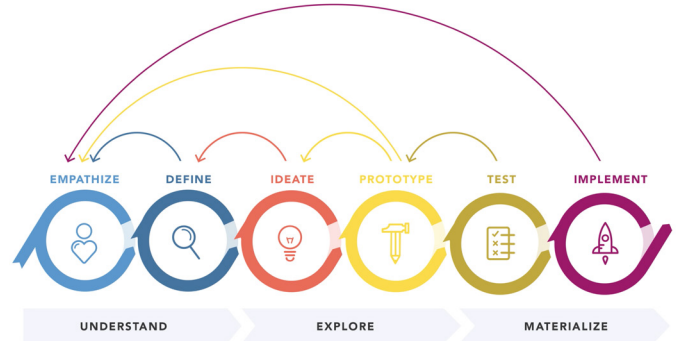 EMPATHIZE
DEFINE
IDEATE
PROTOTYPE
TEST
IMPLEMENT
UNDERSTAND
EXPLORE
MATERIALIZE